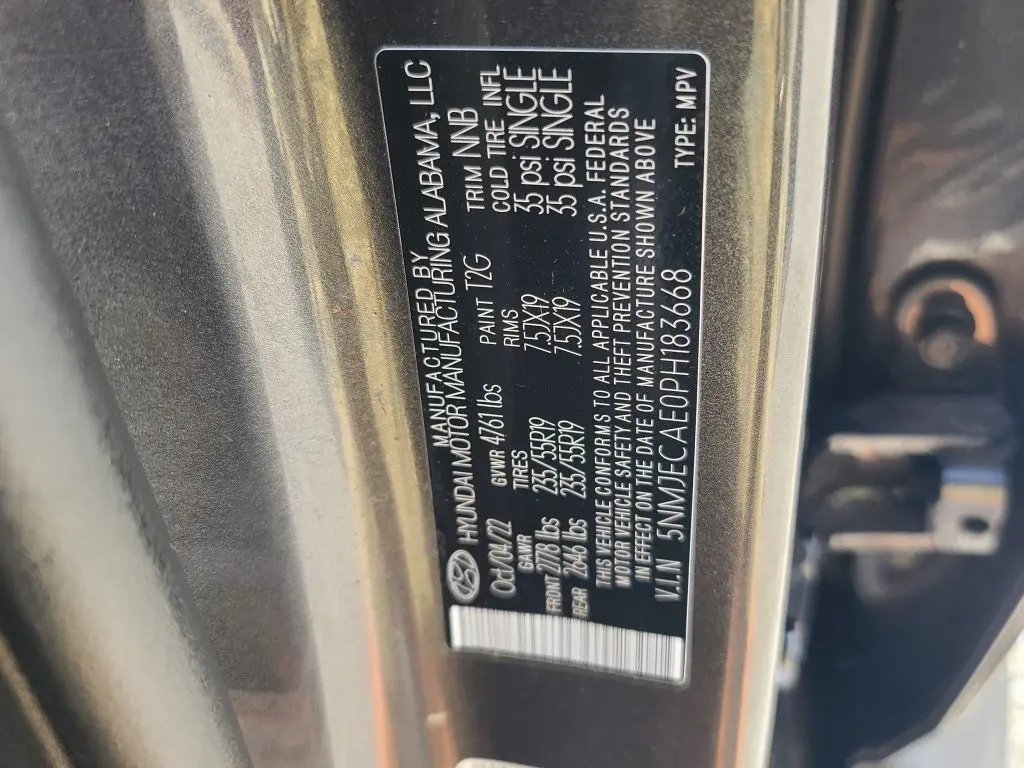 MANUFACTURED BY
HYUNDAI MOTOR MANUFACTURING ALABAMA, LLC
06/04/22 GVWR 4761 lbs PAINT T2G TRIM NNB
GAWR TIRES RIMS COLD TIRE INFL
FRONT 2778 lbs 235/55R19 7.5JX19 35 psi SINGLE
REAR 2646 lbs 235/55R19 7.5JX19 35 psi SINGLE
THIS VEHICLE CONFORMS TO ALL APPLICABLE U.S.A. FEDERAL
MOTOR VEHICLE SAFETY AND THEFT PREVENTION STANDARDS
IN EFFECT ON THE DATE OF MANUFACTURE SHOWN ABOVE
V.I.N 5NMJECAE0PH183668 TYPE: MPV